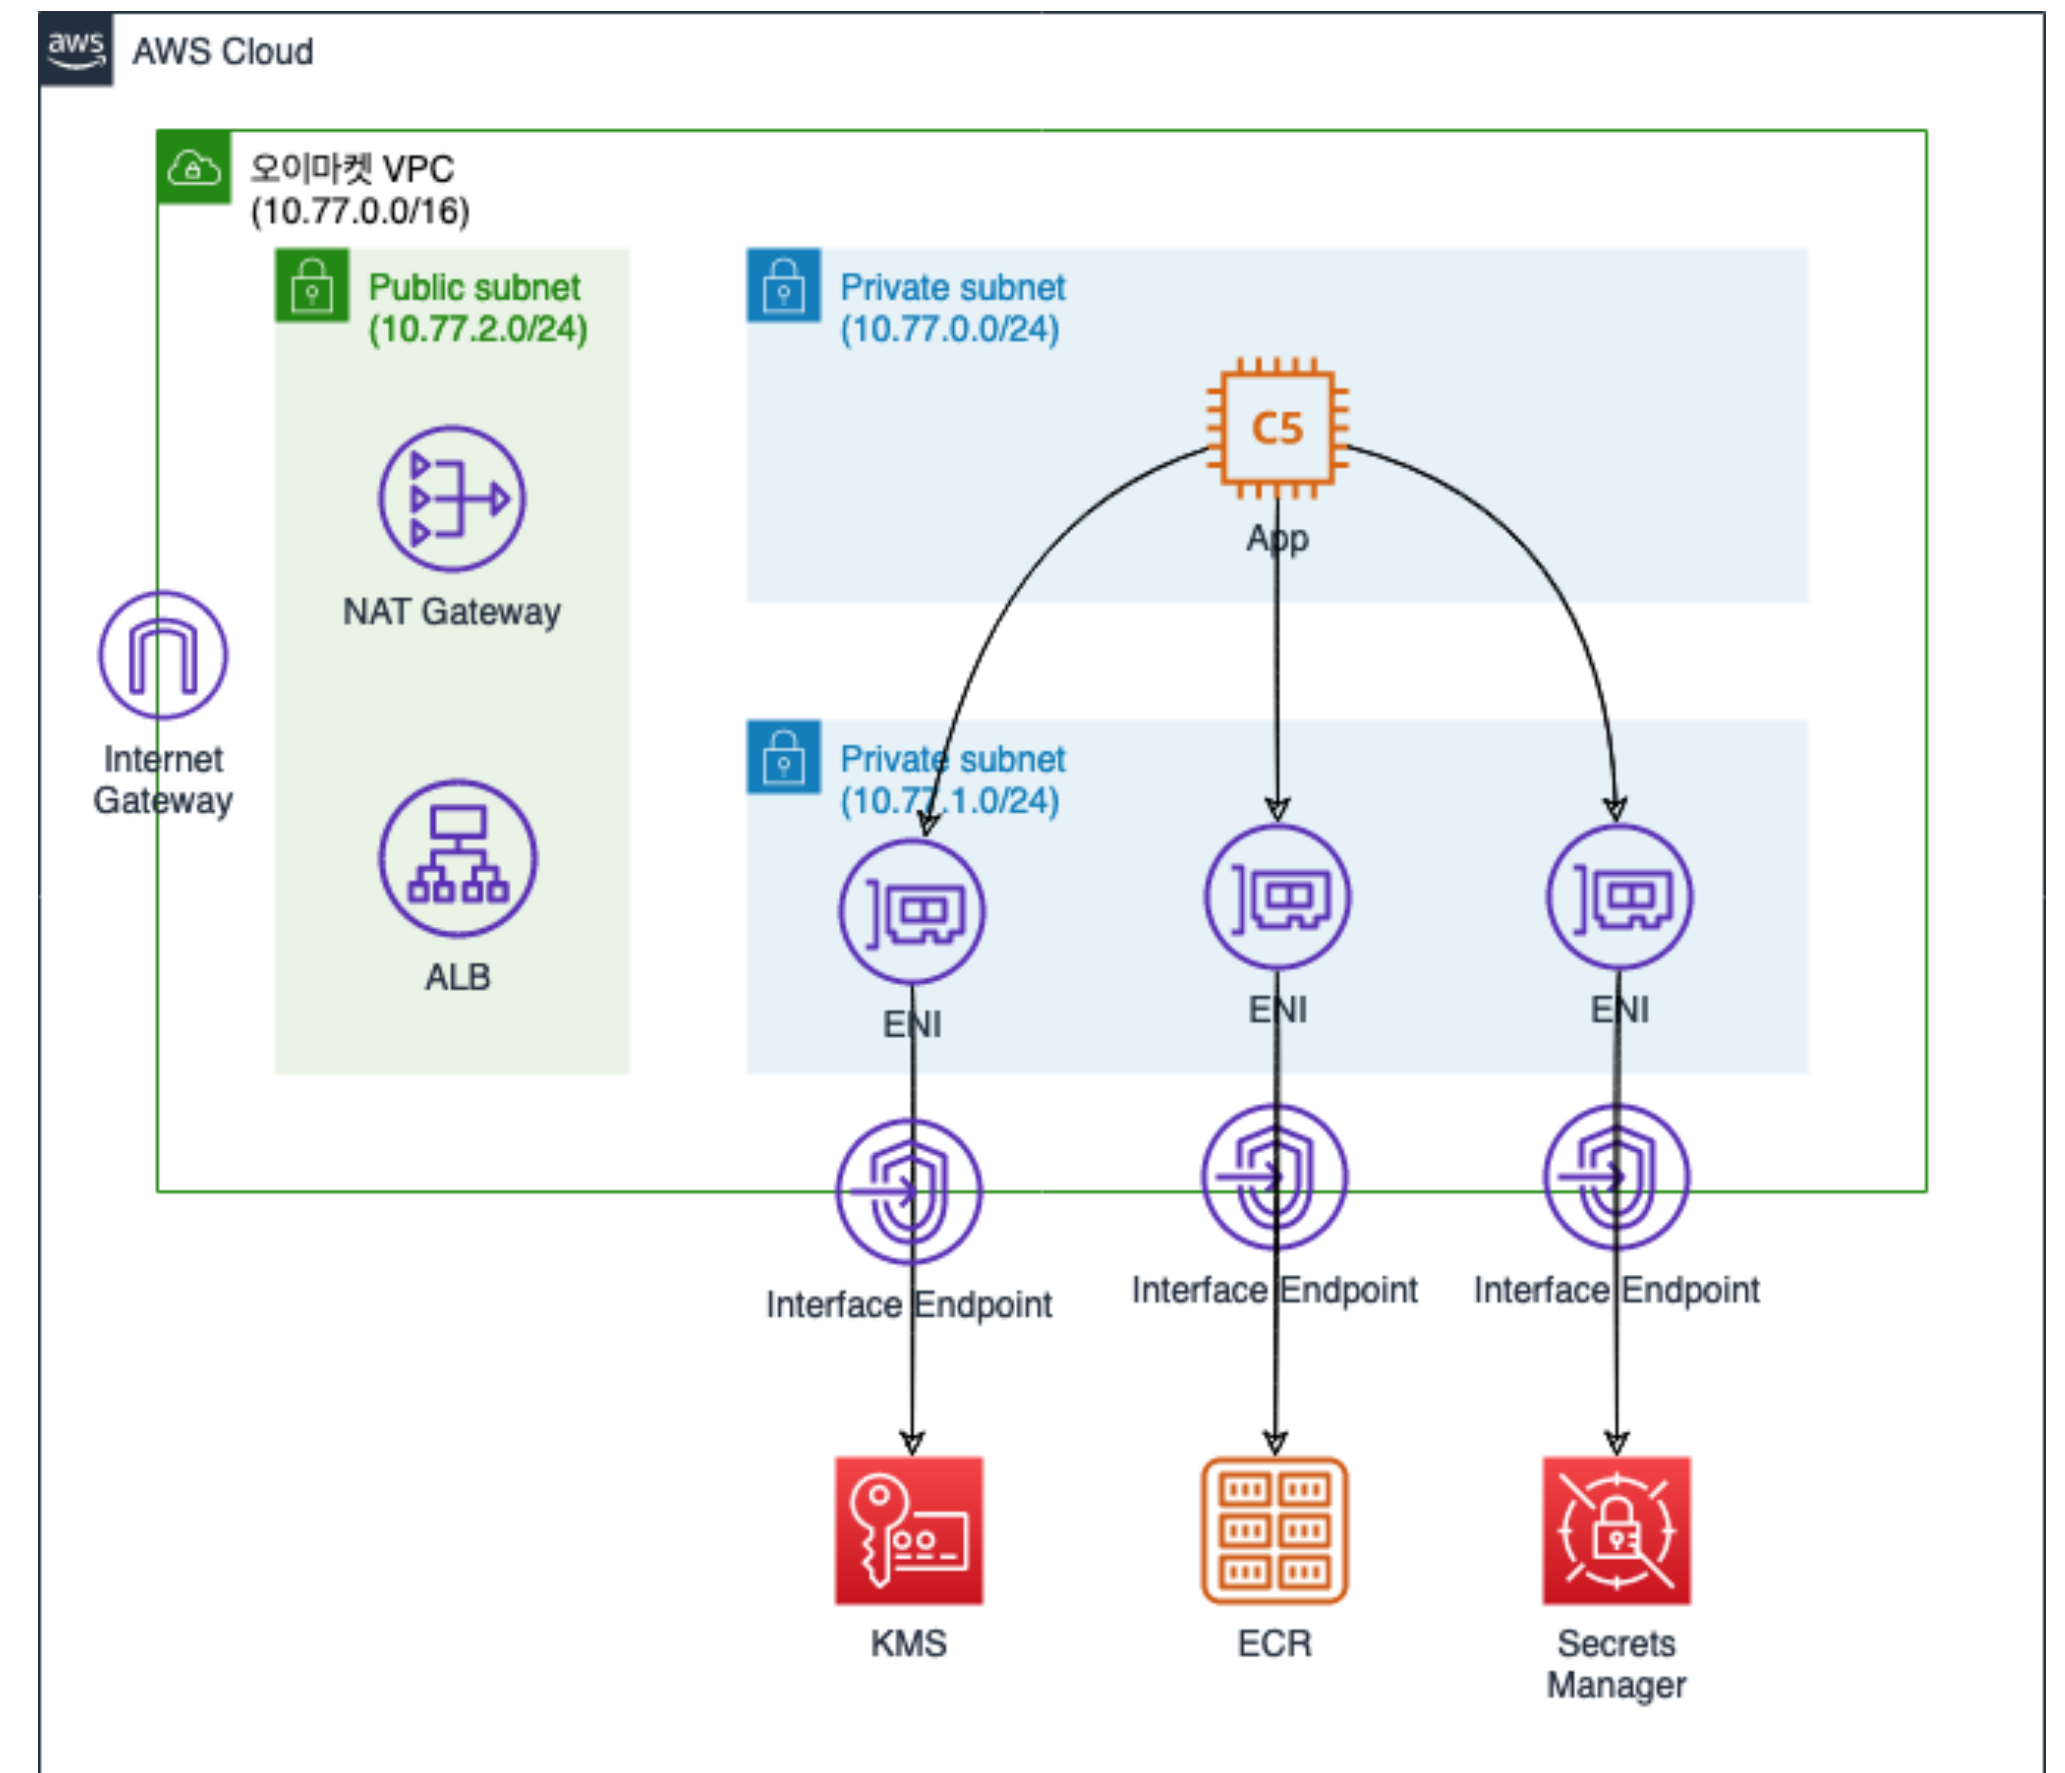 aws
AWS Cloud
오이마켓 VPC
(10.77.0.0/16)
Public subnet
(10.77.2.0/24)
Private subnet
(10.77.0.0/24)
C5
App
NAT Gateway
Internet
Gateway
Private subnet
(10.77.1.0/24)
ALB
ENI
ENI
ENI
Interface Endpoint
Interface Endpoint
Interface Endpoint
KMS
ECR
Secrets
Manager